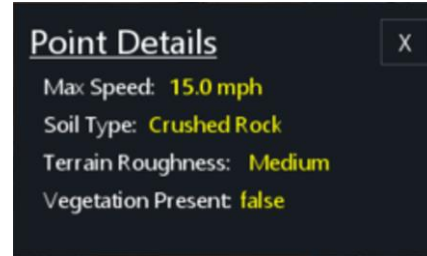 Point Details
X
Max Speed: 15.0 mph
Soil Type: Crushed Rock
Terrain Roughness: Medium
Vegetation Present: false